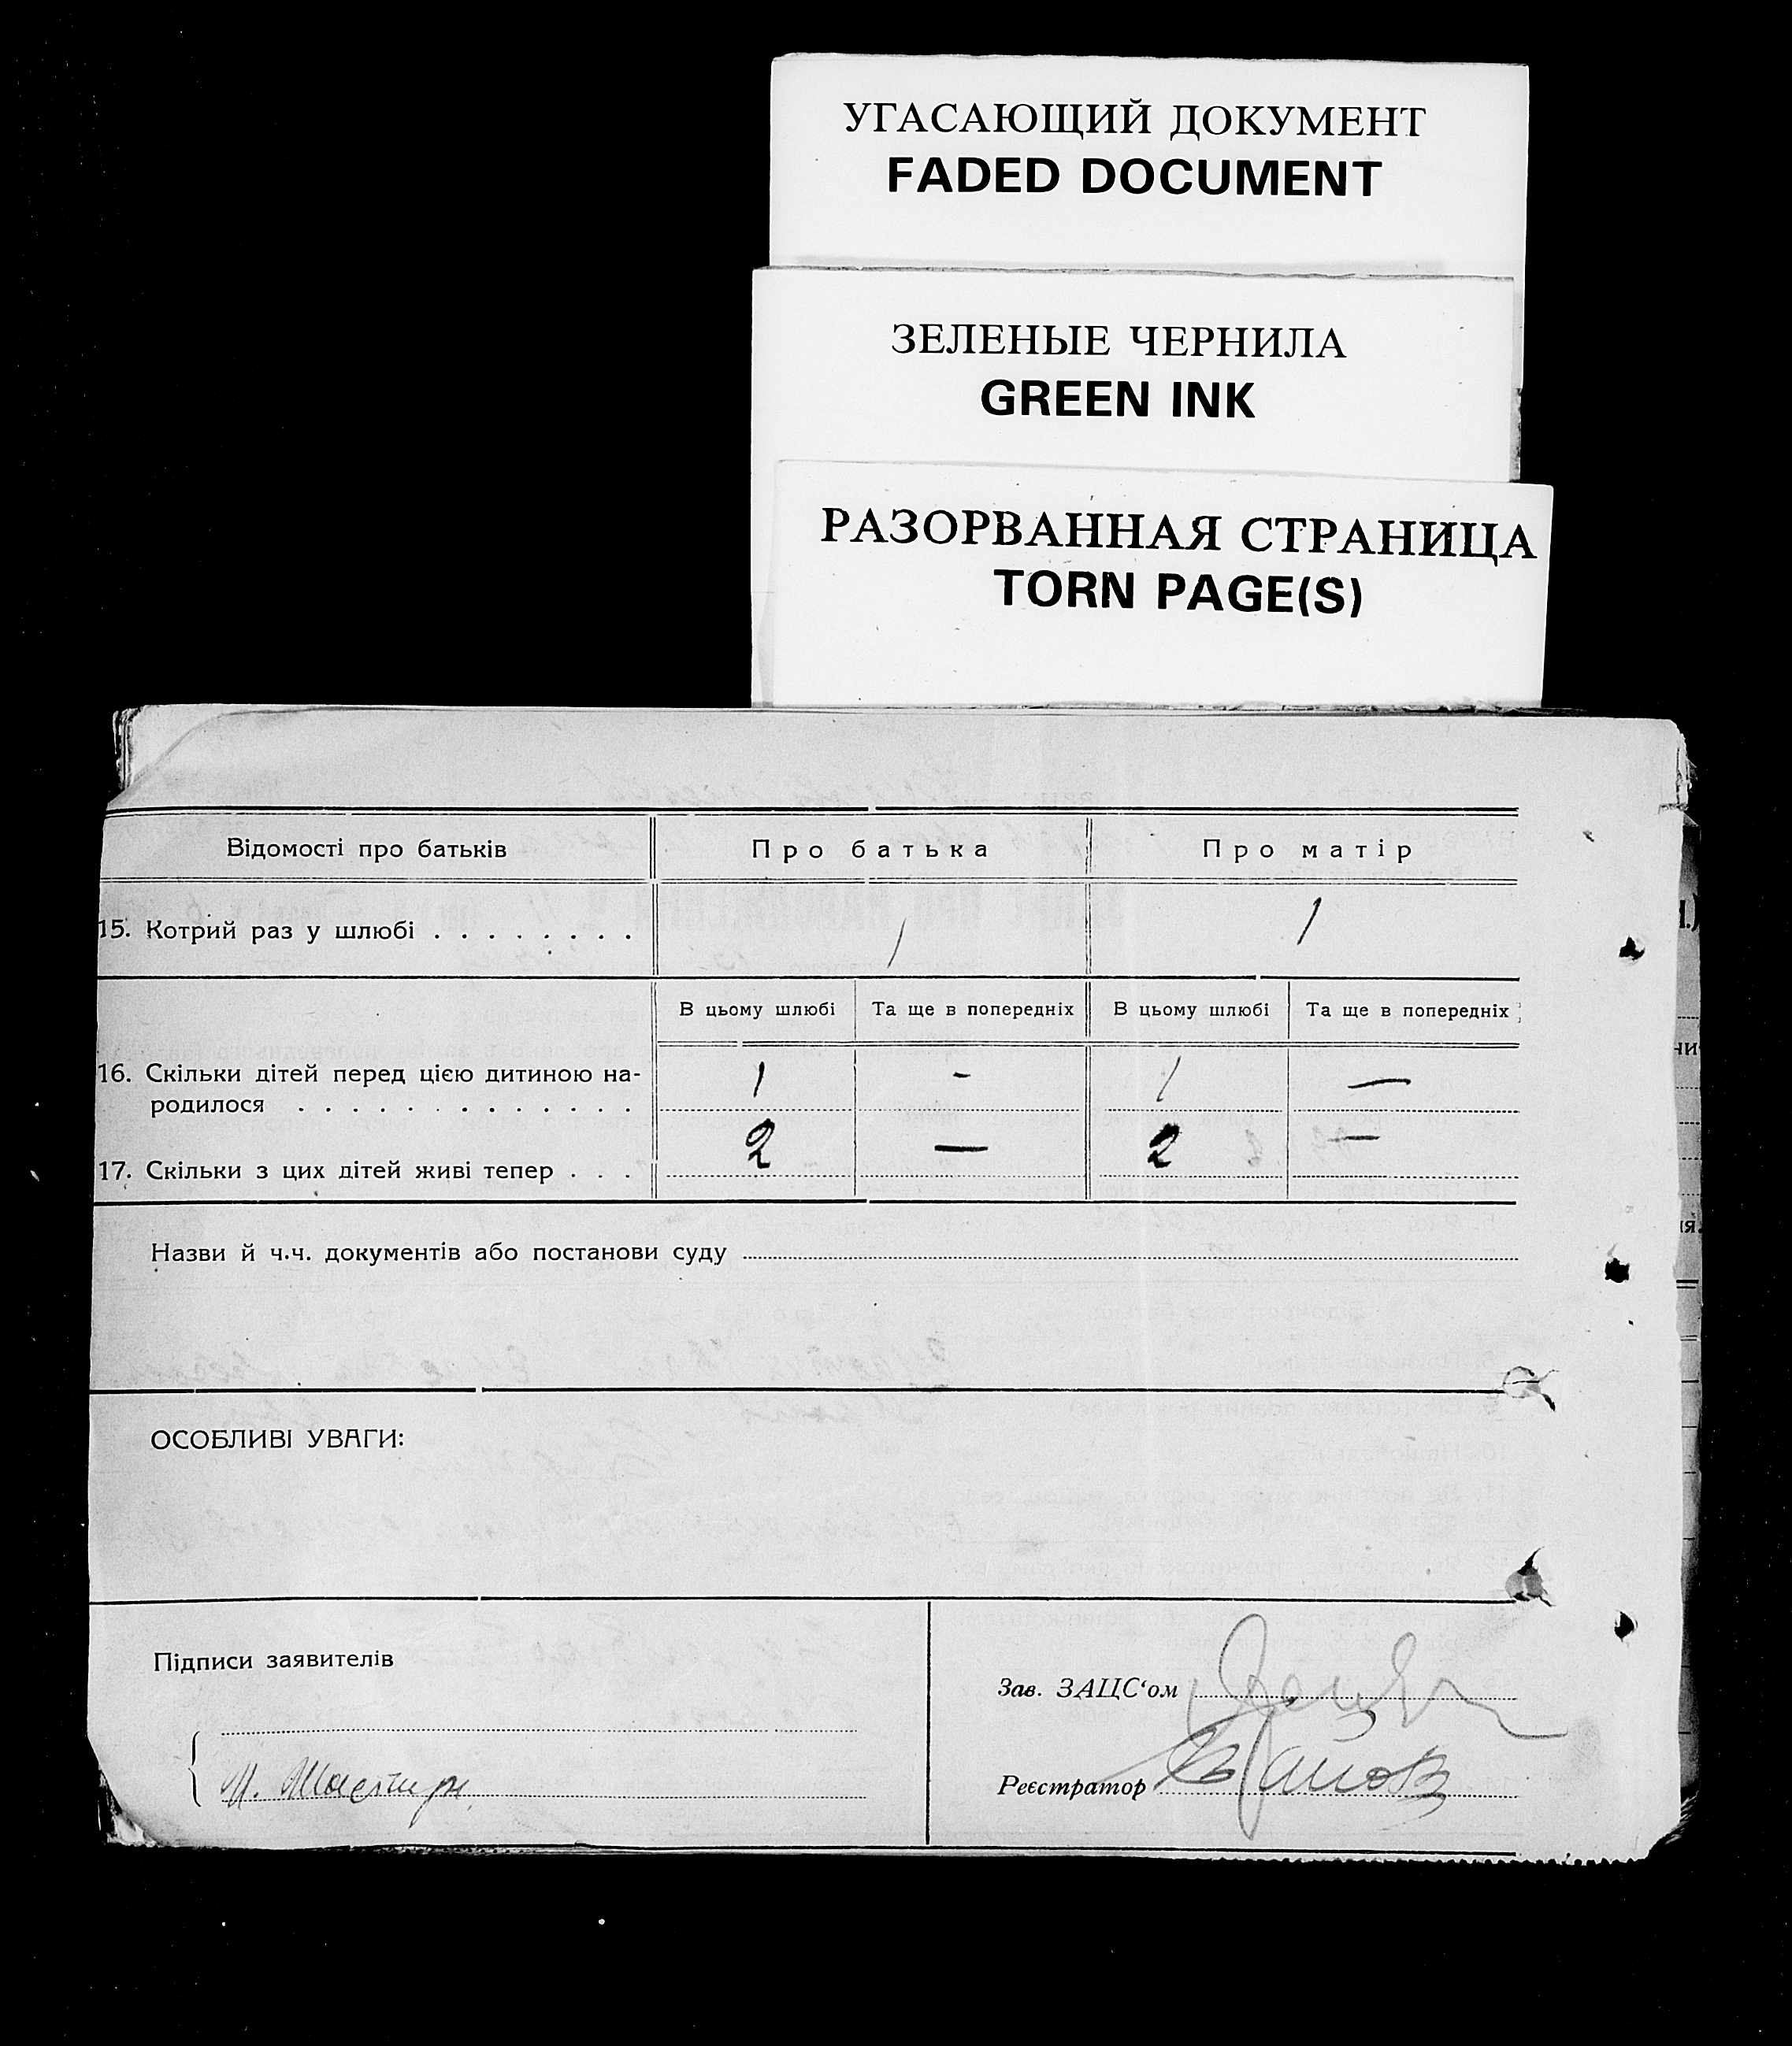 УГАСАЮЩИЙ ДОКУМЕНТ
FADED DOCUMENT
ЗЕЛЕНЫЕ ЧЕРНИЛА
GREEN INK
РАЗОРВАННАЯ СТРАНИЦА
TORN PAGE(S)
Відомості про батьків Про батька Про матір
15. Котрий раз у шлюбі . . . . . . . . 1 1
В цьому шлюбі Та ще в попередніх В цьому шлюбі Та ще в попередніх
16. Скільки дітей перед цією дитиною на- 1 - 1 —
родилося . . . . . . . . . . . . .
17. Скільки з цих дітей живі тепер . . . 2 — 2 —
Назви й ч.ч. документів або постанови суду
ОСОБЛИВІ УВАГИ:
Підписи заявителів
Зав. ЗАЦС‘ом
М.
Реєстратор